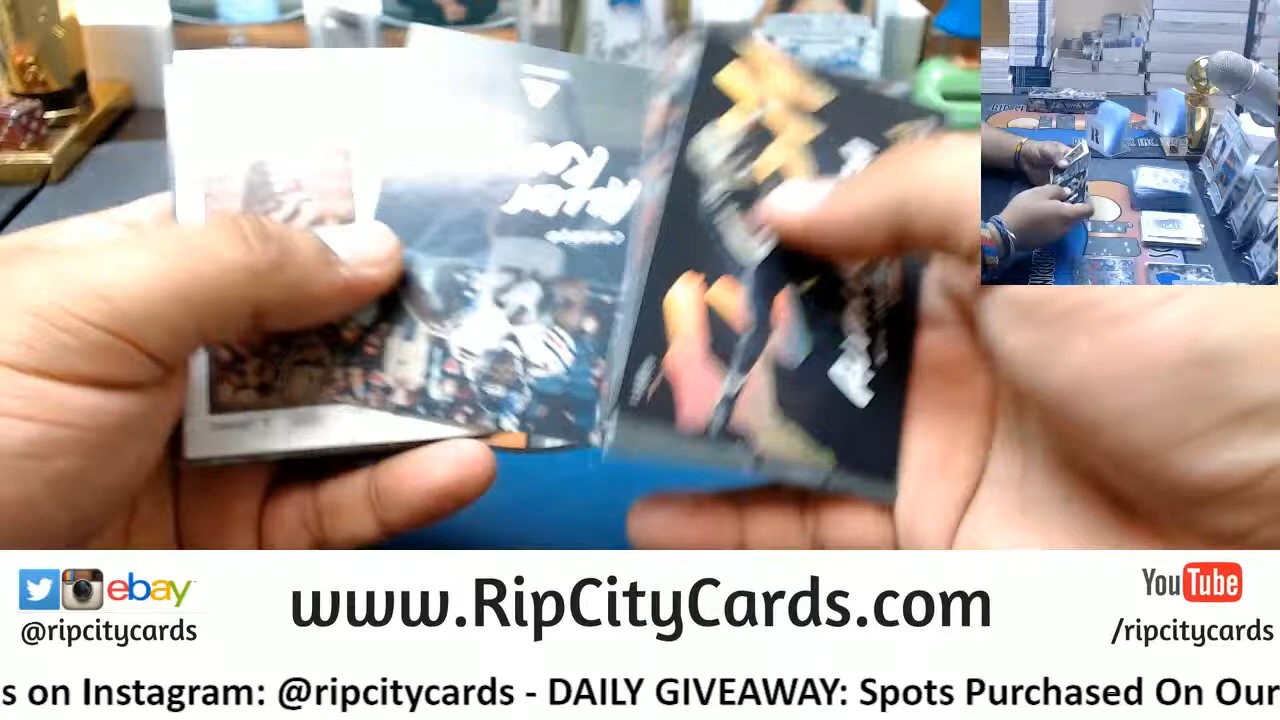 ebay
@ripcitycards
www.RipCityCards.com
YouTube
/ripcitycards
s on Instagram: @ripcitycards - DAILY GIVEAWAY: Spots Purchased On Our
R
T